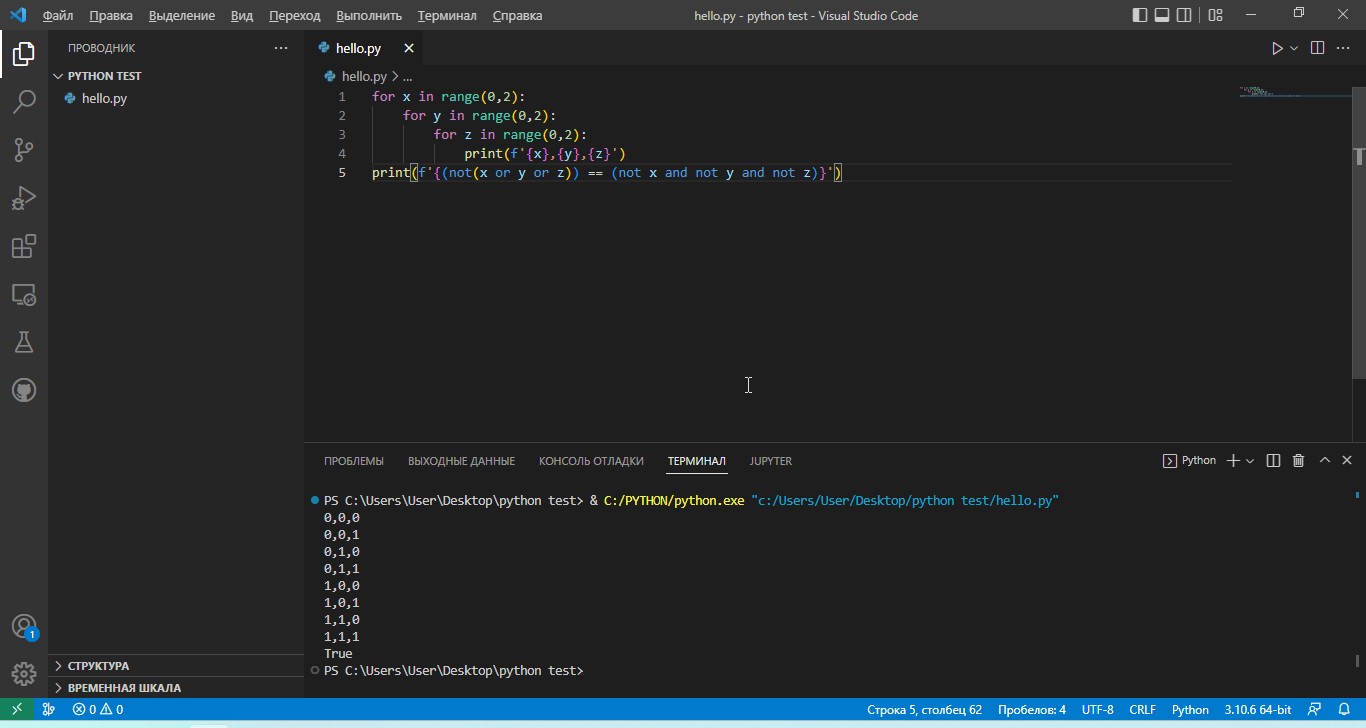 Файл Правка Выделение Вид Переход Выполнить Терминал Справка hello.py - python test - Visual Studio Code
ПРОВОДНИК ...
PYTHON TEST
hello.py
hello.py
hello.py > ...
1 for x in range(0,2):
2 for y in range(0,2):
3 for z in range(0,2):
4 print(f'{x},{y},{z}')
5 print(f'{(not(x or y or z)) == (not x and not y and not z)}')
ПРОБЛЕМЫ ВЫХОДНЫЕ ДАННЫЕ КОНСОЛЬ ОТЛАДКИ ТЕРМИНАЛ JUPYTER Python
PS C:\Users\User\Desktop\python test> & C:/PYTHON/python.exe "c:/Users/User/Desktop/python test/hello.py"
0,0,0
0,0,1
0,1,0
0,1,1
1,0,0
1,0,1
1,1,0
1,1,1
True
PS C:\Users\User\Desktop\python test>
1
СТРУКТУРА
ВРЕМЕННАЯ ШКАЛА
0 0 Строка 5, столбец 62 Пробелов: 4 UTF-8 CRLF Python 3.10.6 64-bit